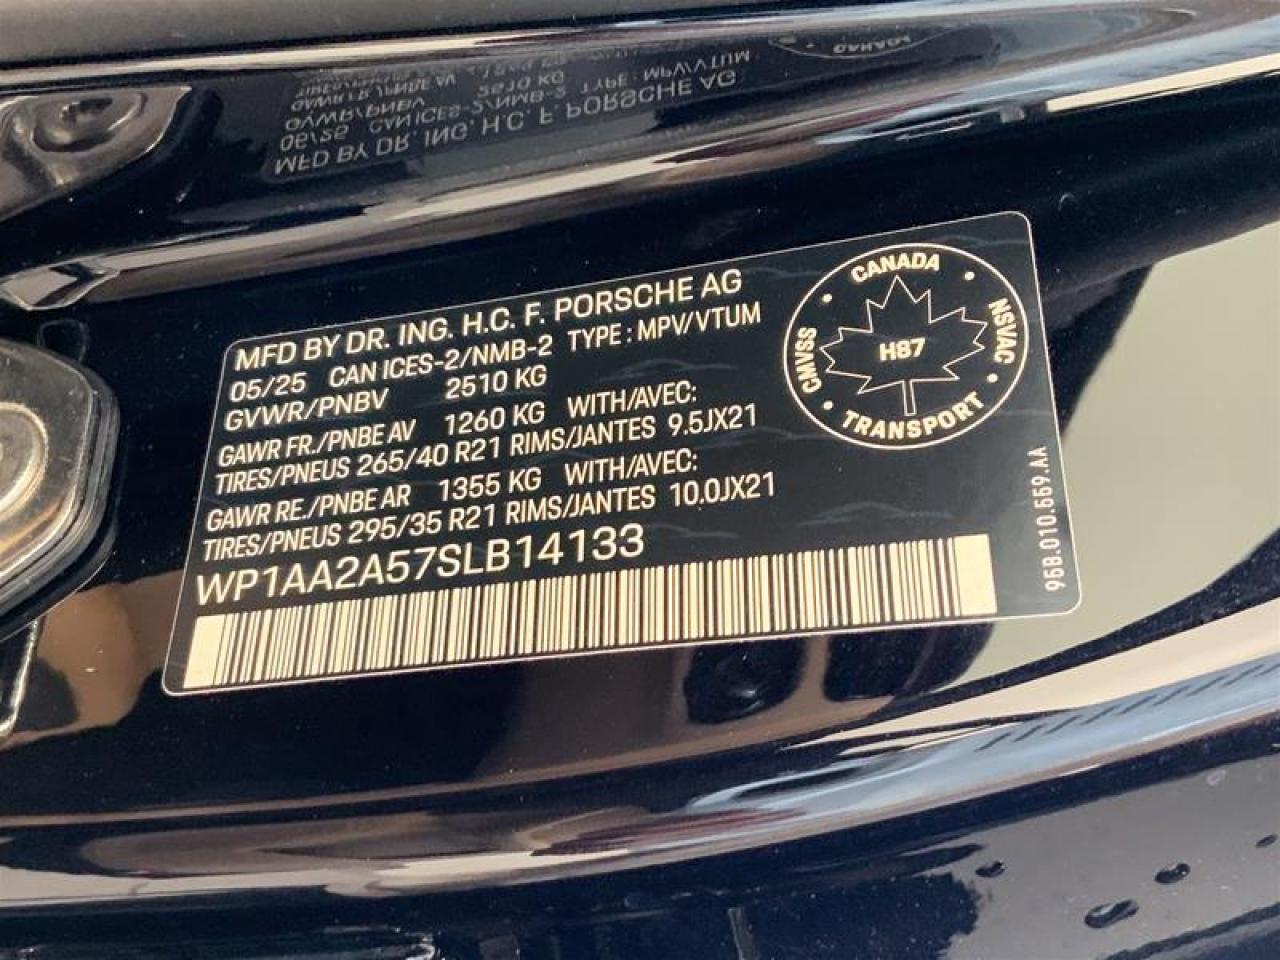 MFD BY DR. ING. H.C. F. PORSCHE AG
05/25 CAN ICES-2/NMB-2 TYPE : MPV/VTUM
GVWR/PNBV 2510 KG
GAWR FR./PNBE AV 1260 KG WITH/AVEC:
TIRES/PNEUS 265/40 R21 RIMS/JANTES 9.5JX21
GAWR RE./PNBE AR 1355 KG WITH/AVEC:
TIRES/PNEUS 295/35 R21 RIMS/JANTES 10.0JX21
WP1AA2A57SLB14133
CANADA
CMVSS
H87
NSVAC
TRANSPORT
95B.010.559.AA